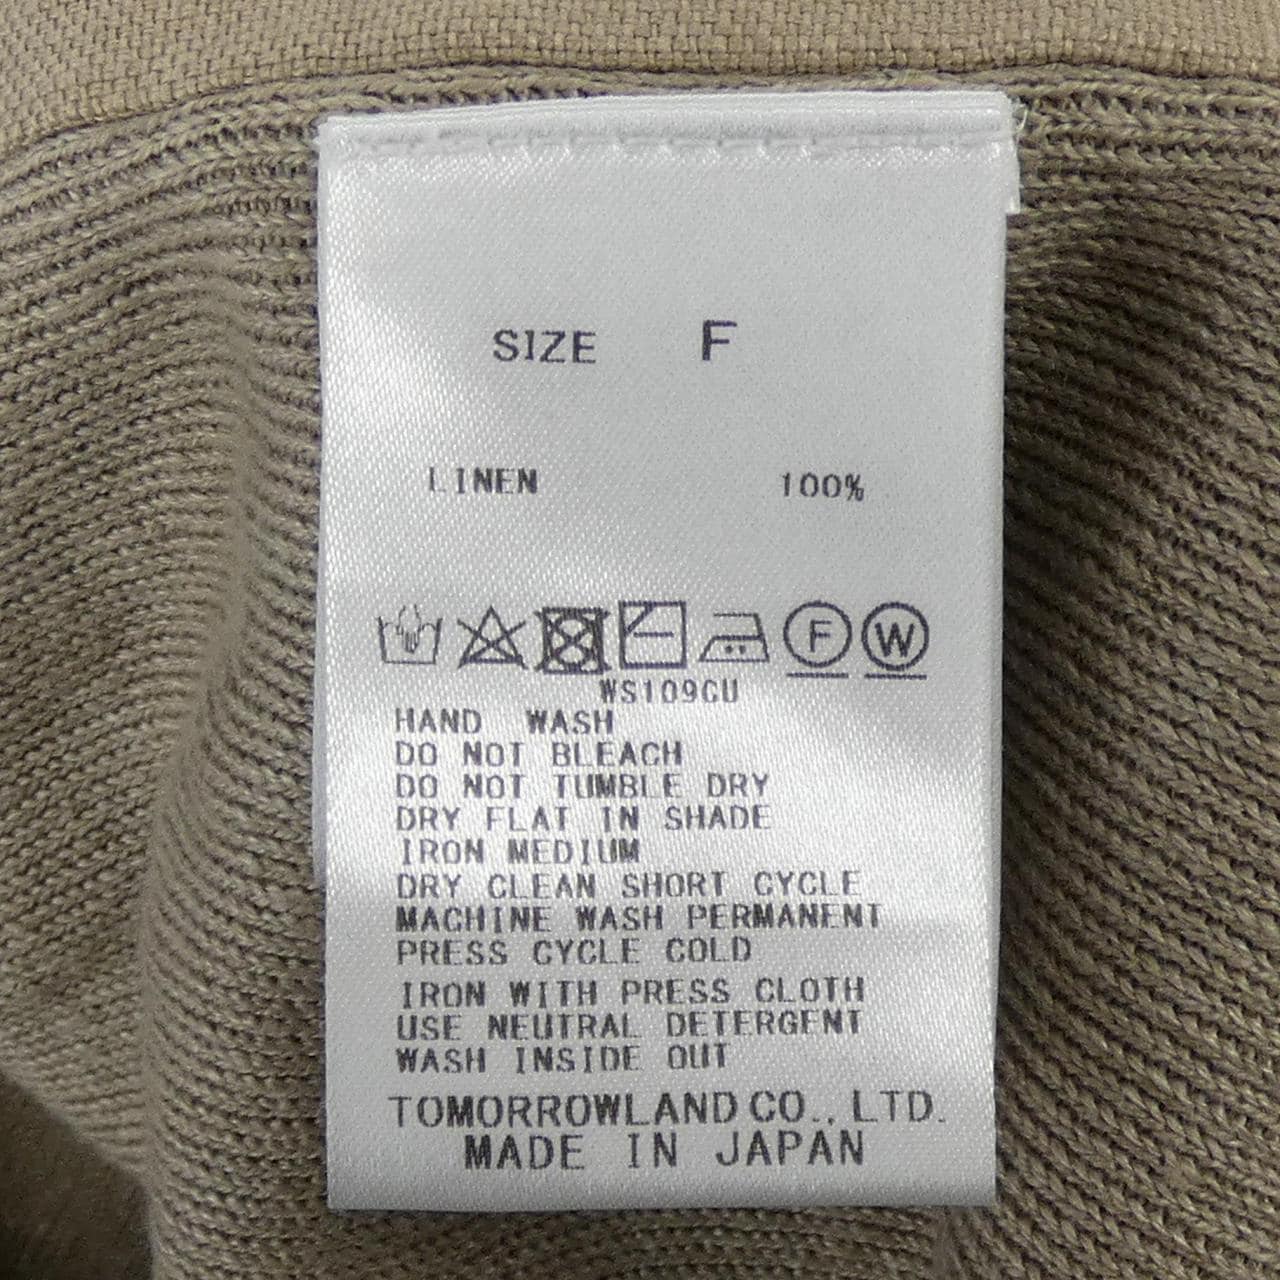 SIZE F
LINEN 100%
F W
WS109CU
HAND WASH
DO NOT BLEACH
DO NOT TUMBLE DRY
DRY FLAT IN SHADE
IRON MEDIUM
DRY CLEAN SHORT CYCLE
MACHINE WASH PERMANENT
PRESS CYCLE COLD
IRON WITH PRESS CLOTH
USE NEUTRAL DETERGENT
WASH INSIDE OUT
TOMORROWLAND CO., LTD.
MADE IN JAPAN